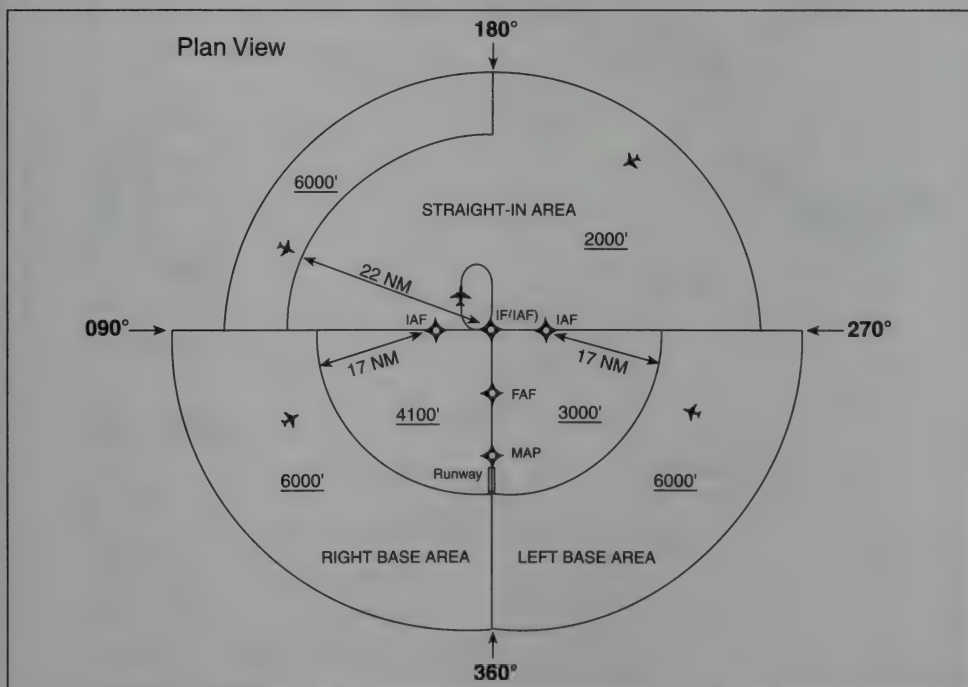 180°
Plan View
6000'
STRAIGHT-IN AREA
2000'
22 NM
090°
IAF
IF(IAF)
IAF
270°
17 NM
17 NM
FAF
4100'
3000'
MAP
Runway
6000'
6000'
RIGHT BASE AREA
LEFT BASE AREA
360°